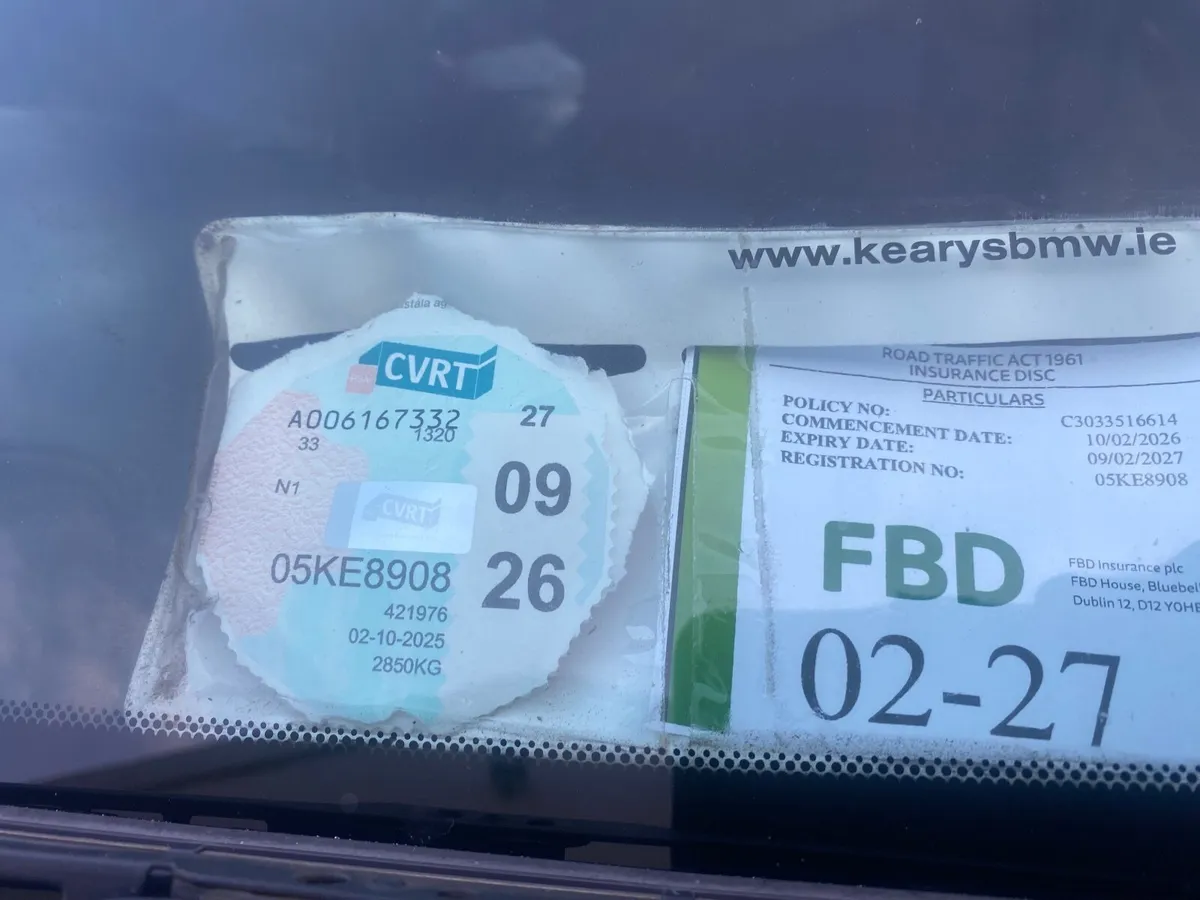 www.kearysbmw.ie
CVRT
A006167332
1320
33
27
N1
09
CVRT
05KE8908
26
421976
02-10-2025
2850KG
ROAD TRAFFIC ACT 1961
INSURANCE DISC
PARTICULARS
POLICY NO: C3033516614
COMMENCEMENT DATE: 10/02/2026
EXPIRY DATE: 09/02/2027
REGISTRATION NO: 05KE8908
FBD
FBD Insurance plc
FBD House,
Dublin 12, D12
02-27